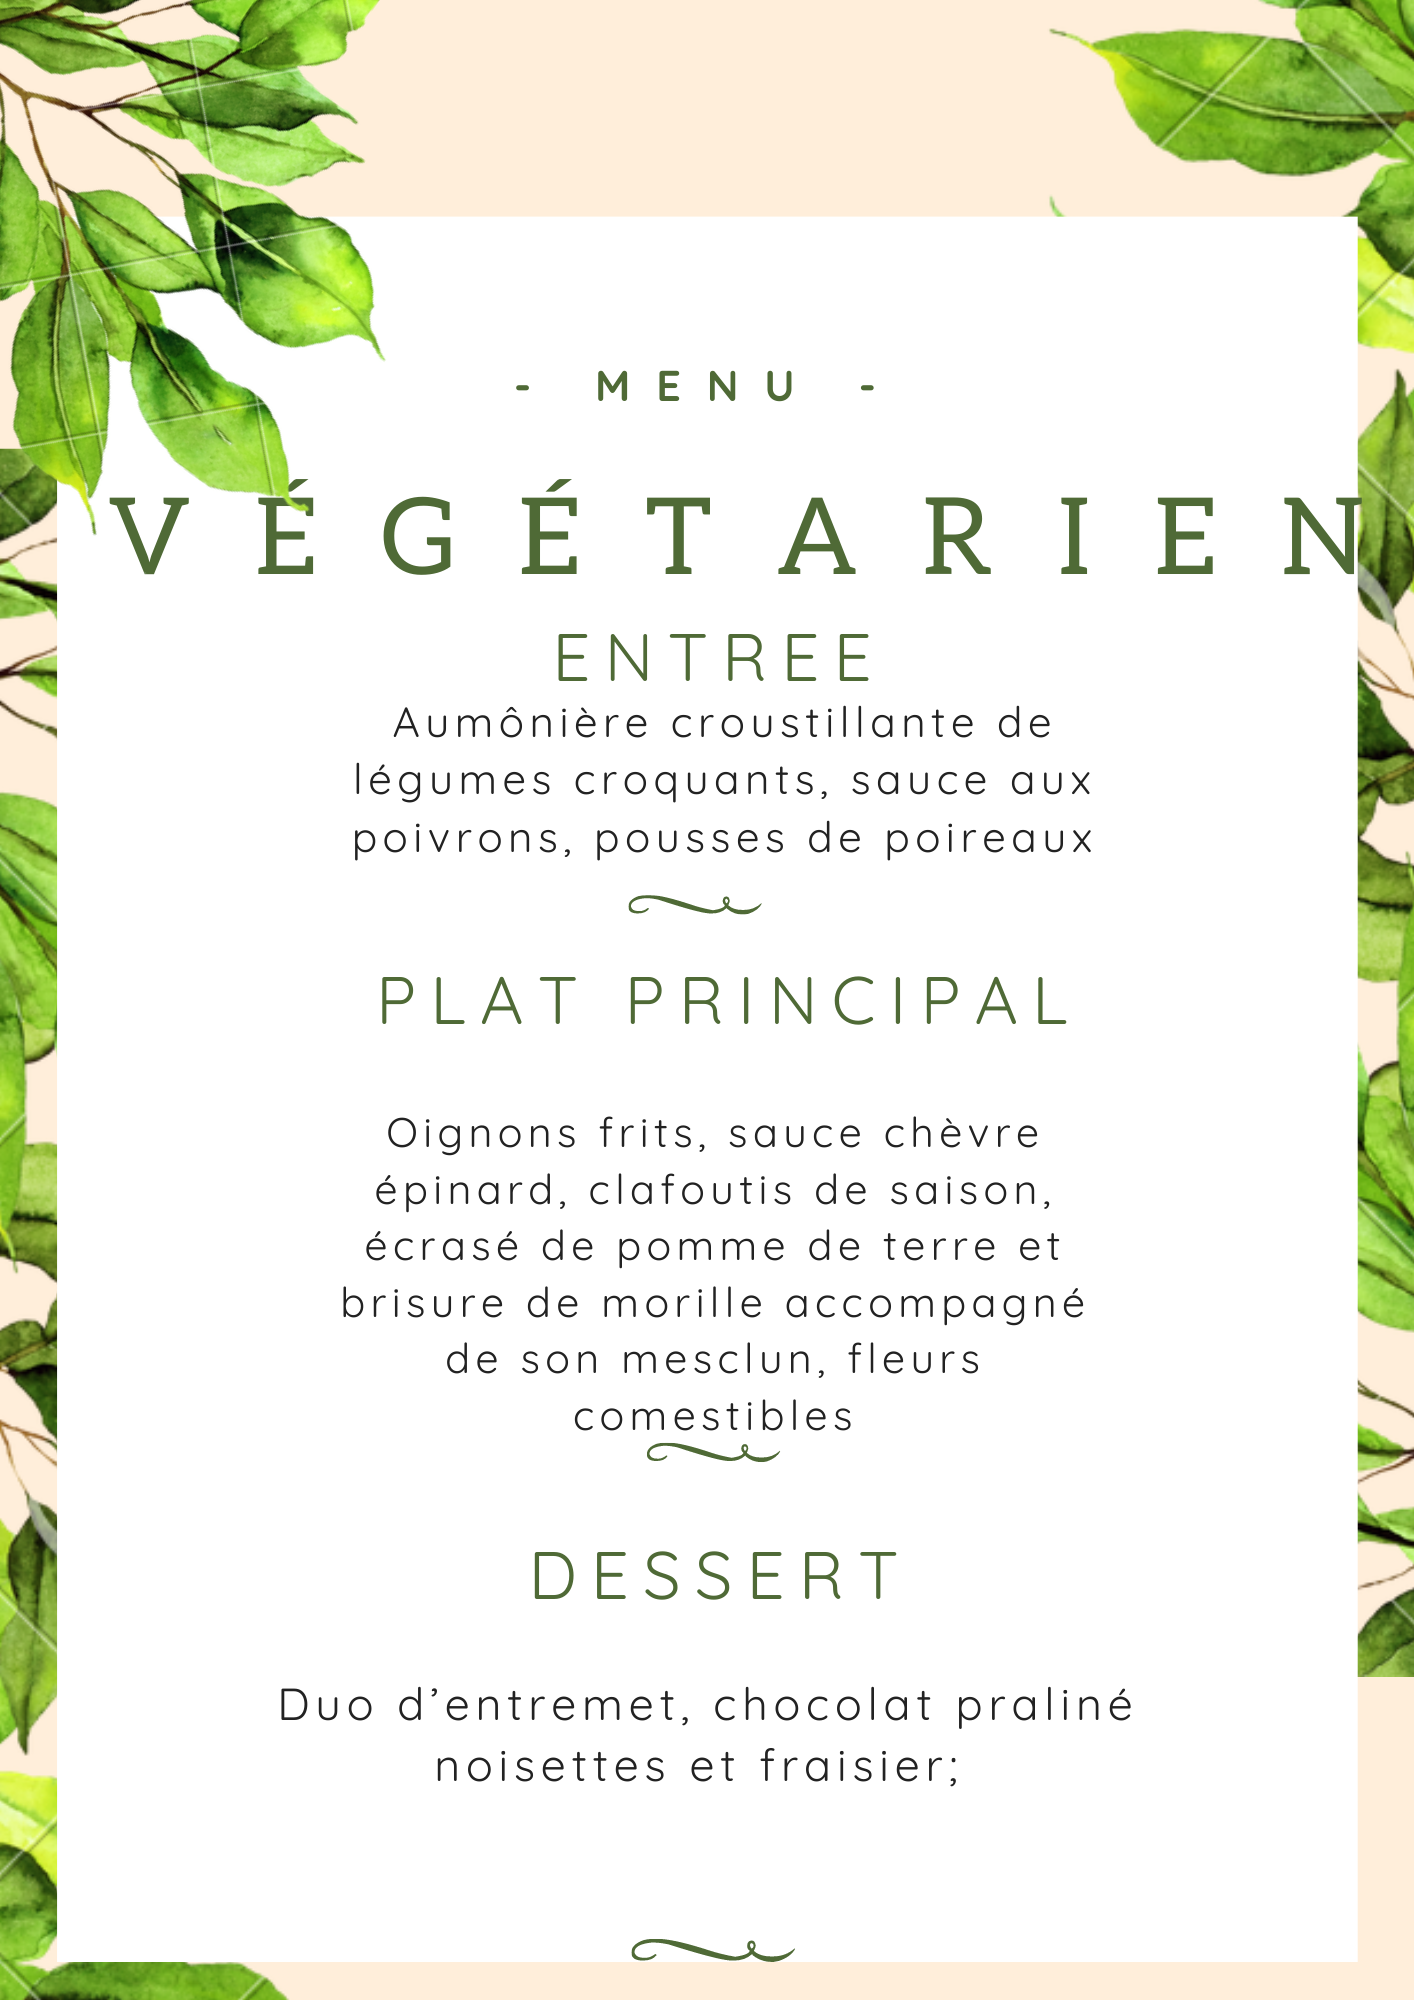 - MENU -
VÉGÉTARIEN
ENTREE
Aumônière croustillante de
légumes croquants, sauce aux
poivrons, pousses de poireaux
PLAT PRINCIPAL
Oignons frits, sauce chèvre
épinard, clafoutis de saison,
écrasé de pomme de terre et
brisure de morille accompagné
de son mesclun, fleurs
comestibles
DESSERT
Duo d’entremet, chocolat praliné
noisettes et fraisier;